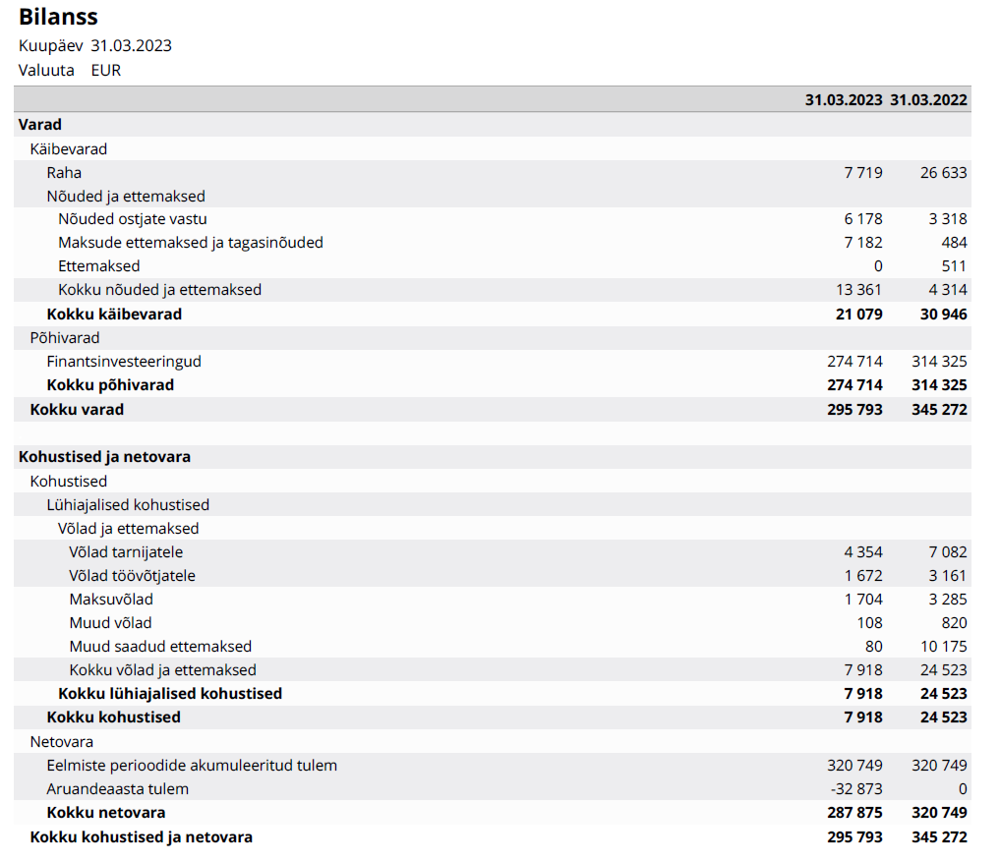 Bilanss
Kuupäev 31.03.2023
Valuuta EUR
31.03.2023 31.03.2022
Varad
Käibevarad
Raha 7 719 26 633
Nõuded ja ettemaksed
Nõuded ostjate vastu 6 178 3 318
Maksude ettemaksed ja tagasinõuded 7 182 484
Ettemaksed 0 511
Kokku nõuded ja ettemaksed 13 361 4 314
Kokku käibevarad 21 079 30 946
Põhivarad
Finantsinvesteeringud 274 714 314 325
Kokku põhivarad 274 714 314 325
Kokku varad 295 793 345 272
Kohustised ja netovara
Kohustised
Lühiajalised kohustised
Võlad ja ettemaksed
Võlad tarnijatele 4 354 7 082
Võlad töövõtjatele 1 672 3 161
Maksuvõlad 1 704 3 285
Muud võlad 108 820
Muud saadud ettemaksed 80 10 175
Kokku võlad ja ettemaksed 7 918 24 523
Kokku lühiajalised kohustised 7 918 24 523
Kokku kohustised 7 918 24 523
Netovara
Eelmiste perioodide akumuleeritud tulem 320 749 320 749
Aruandeaasta tulem -32 873 0
Kokku netovara 287 875 320 749
Kokku kohustised ja netovara 295 793 345 272